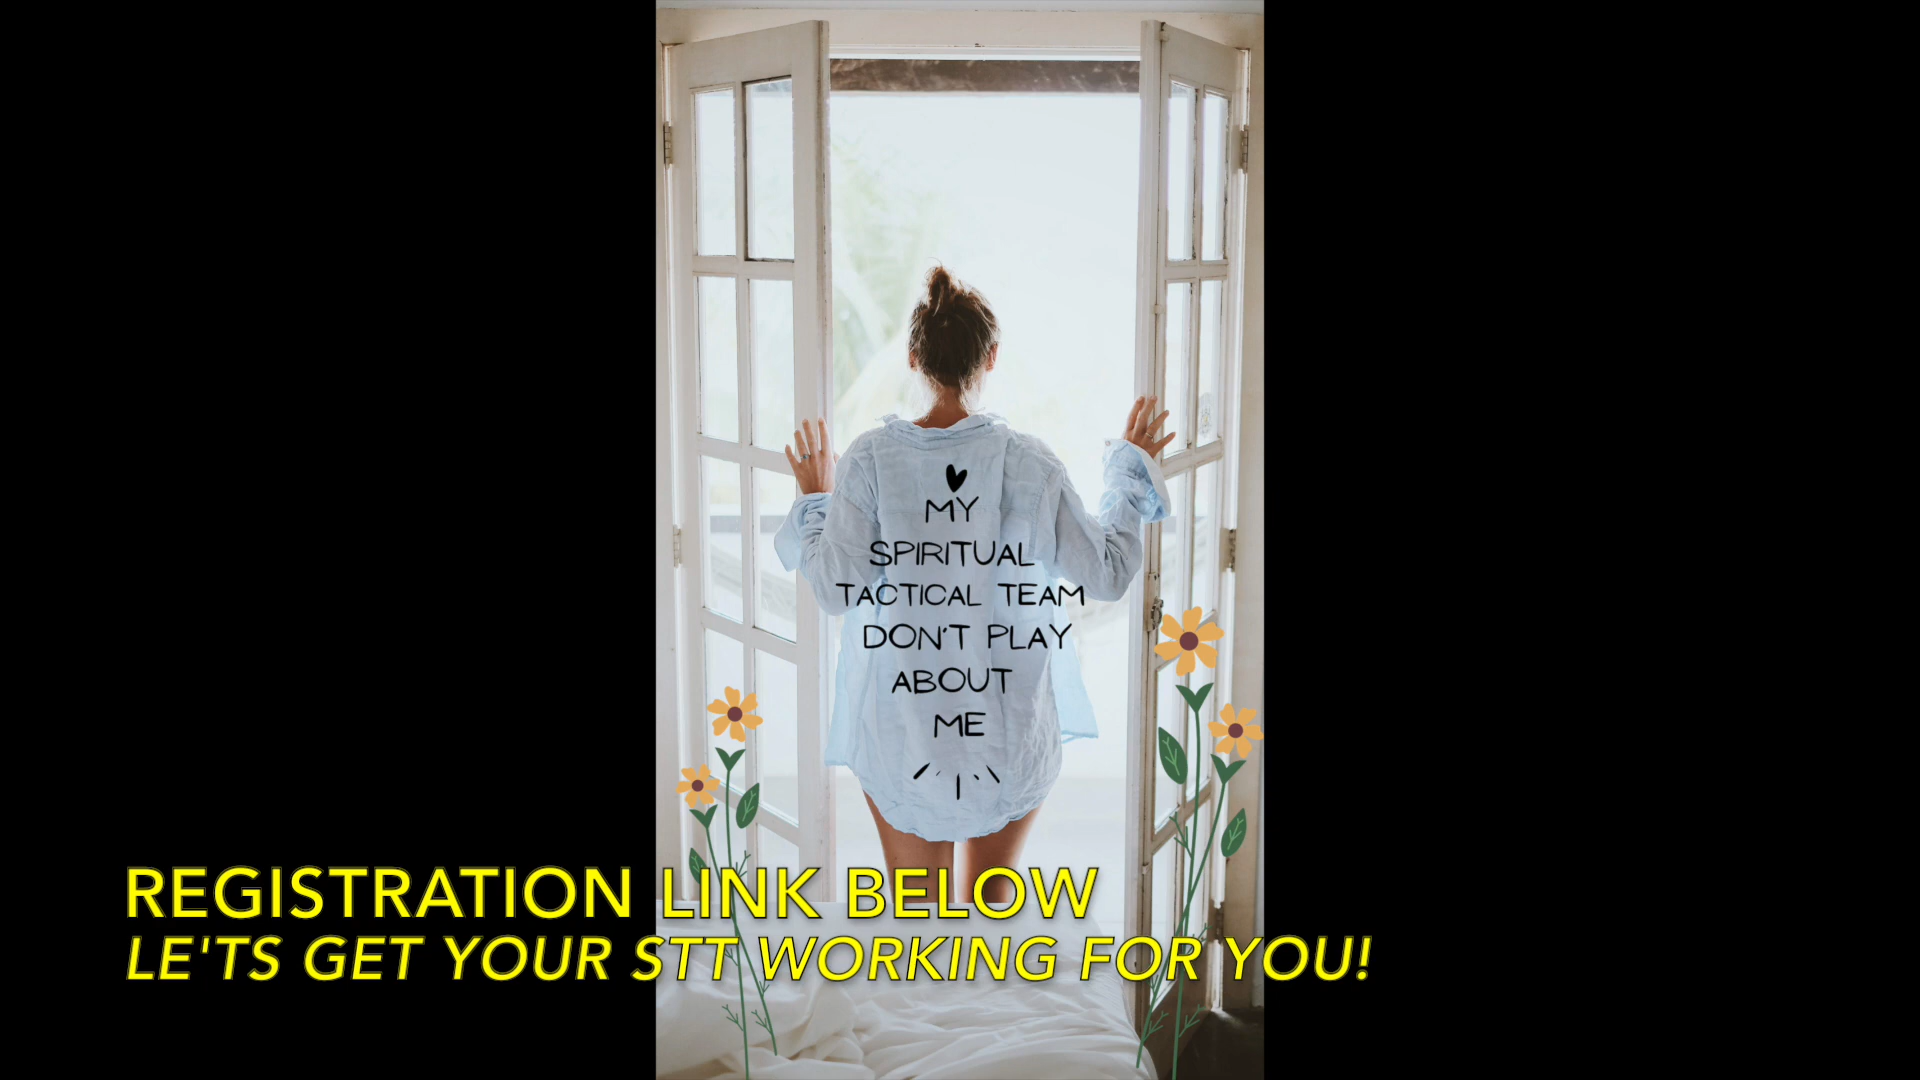 MY
SPIRITUAL
TACTICAL TEAM
DON'T PLAY
ABOUT
ME
REGISTRATION LINK BELOW
LE'TS GET YOUR STT WORKING FOR YOU!